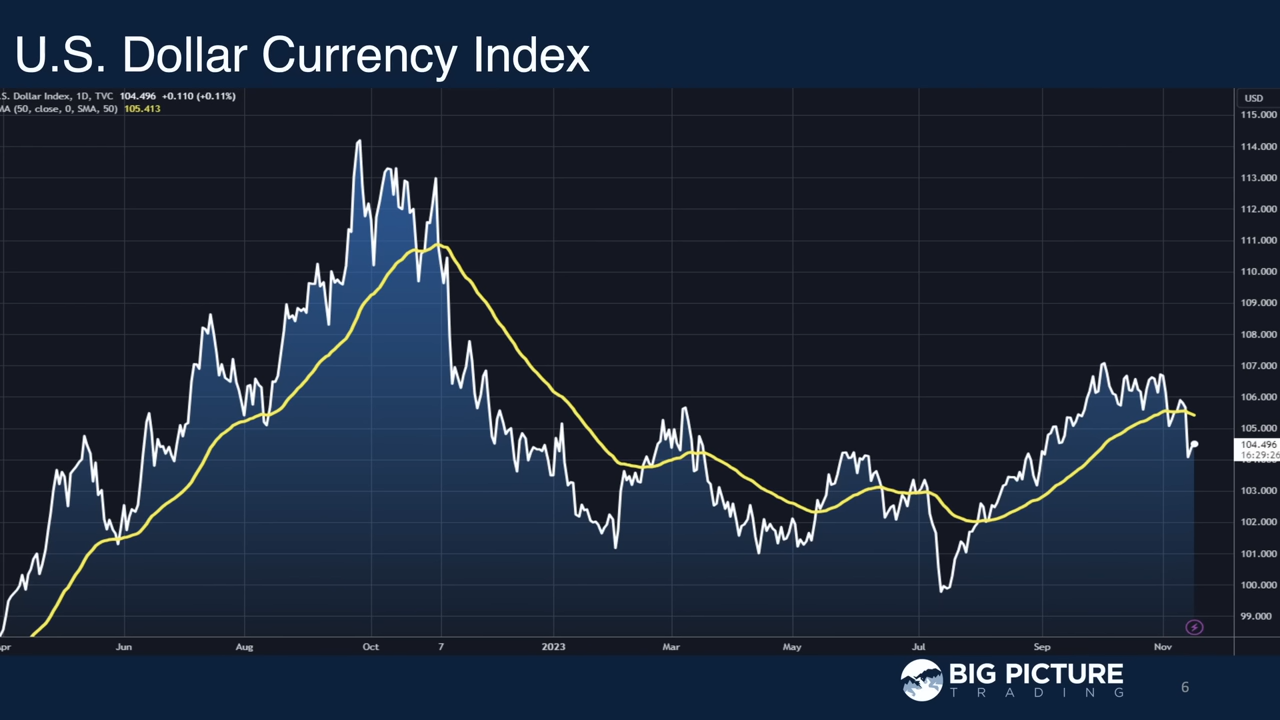 U.S. Dollar Currency Index
.S. Dollar Index, 1D, TVC 104.496 +0.110 (+0.11%)
MA (50, close, 0, SMA, 50) 105.413
USD
115.000
114.000
113.000
112.000
111.000
110.000
109.000
108.000
107.000
106.000
105.000
104.496
16:29:26
103.000
102.000
101.000
100.000
99.000
pr Jun Aug Oct 7 2023 Mar May Jul Sep Nov
BIG PICTURE
TRADING
6